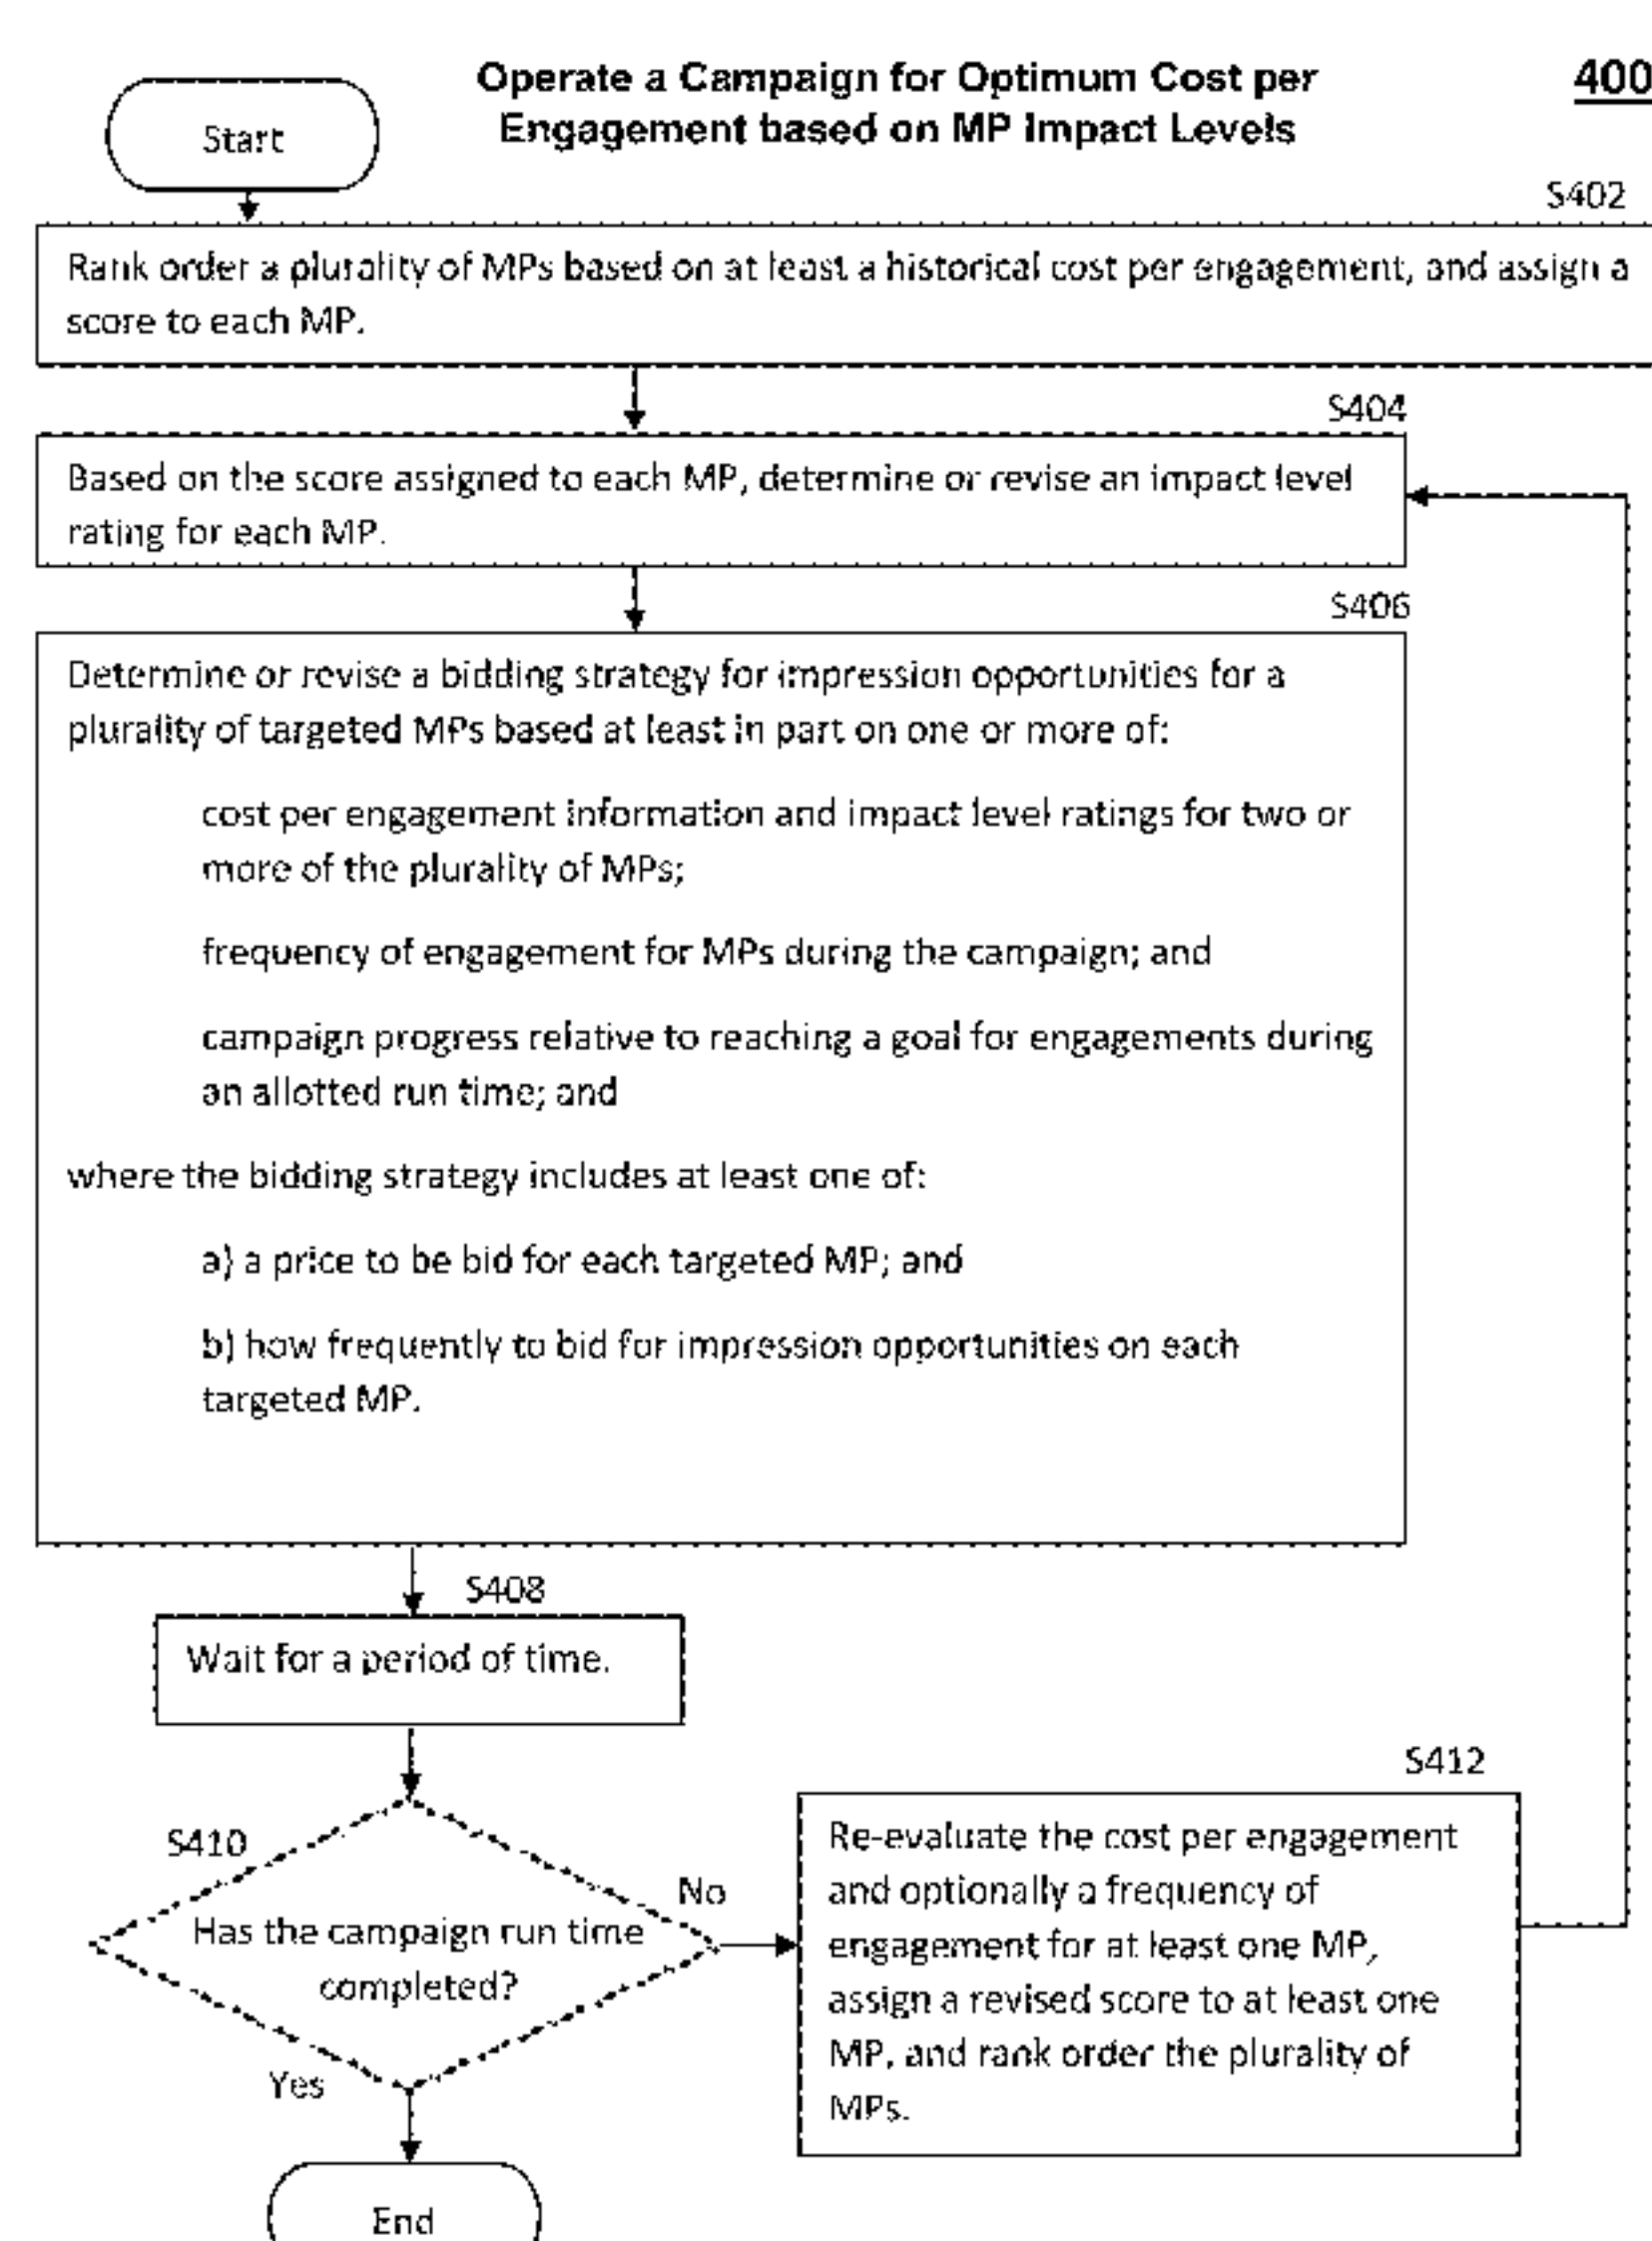 Operate a Campaign for Optimum Cost per
Engagement based on MP Impact Levels
400
Start
S402
Rank order a plurality of MPs based on at least a historical cost per engagement, and assign a
score to each MP.
S404
Based on the score assigned to each MP, determine or revise an impact level
rating for each MP.
S406
Determine or revise a bidding strategy for impression opportunities for a
plurality of targeted MPs based at least in part on one or more of:
cost per engagement information and impact level ratings for two or
more of the plurality of MPs;
frequency of engagement for MPs during the campaign; and
campaign progress relative to reaching a goal for engagements during
an allotted run time; and
where the bidding strategy includes at least one of:
a) a price to be bid for each targeted MP; and
b) how frequently to bid for impression opportunities on each
targeted MP.
S408
Wait for a period of time.
S410
Has the campaign run time
completed?
No
Yes
S412
Re-evaluate the cost per engagement
and optionally a frequency of
engagement for at least one MP,
assign a revised score to at least one
MP, and rank order the plurality of
MPs.
End